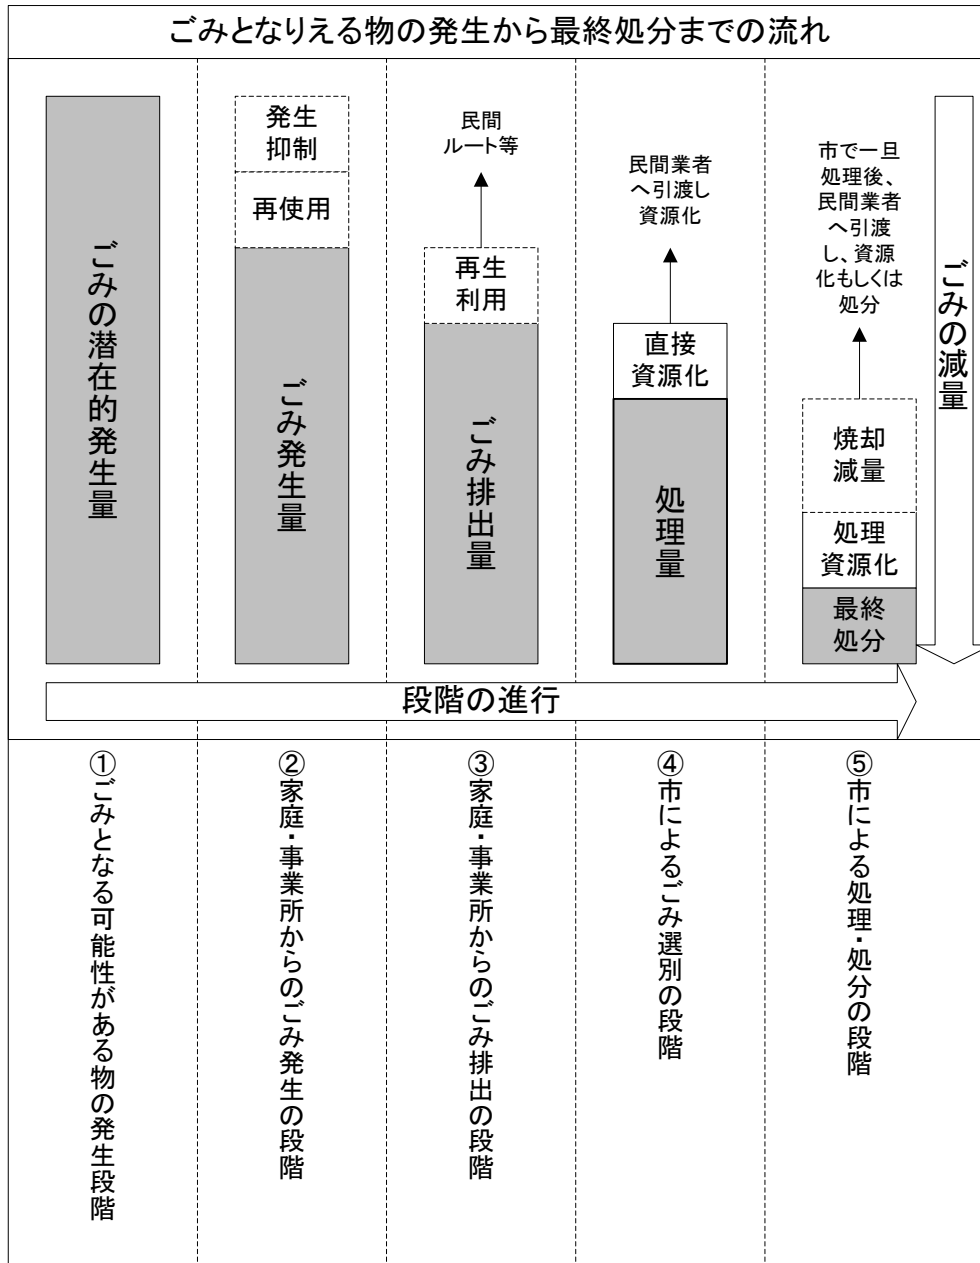 ごみとなりえる物の発生から最終処分までの流れ
ごみの潜在的発生量
発生
抑制
再使用
ごみ発生量
民間
ルート等
再生
利用
ごみ排出量
民間業者
へ引渡し
資源化
直接
資源化
処理量
市で一旦
処理後、
民間業者
へ引渡
し、資源
化もしくは
処分
焼却
減量
処理
資源化
最終
処分
ごみの減量
段階の進行
①ごみとなる可能性がある物の発生段階
②家庭・事業所からのごみ発生の段階
③家庭・事業所からのごみ排出の段階
④市によるごみ選別の段階
⑤市による処理・処分の段階